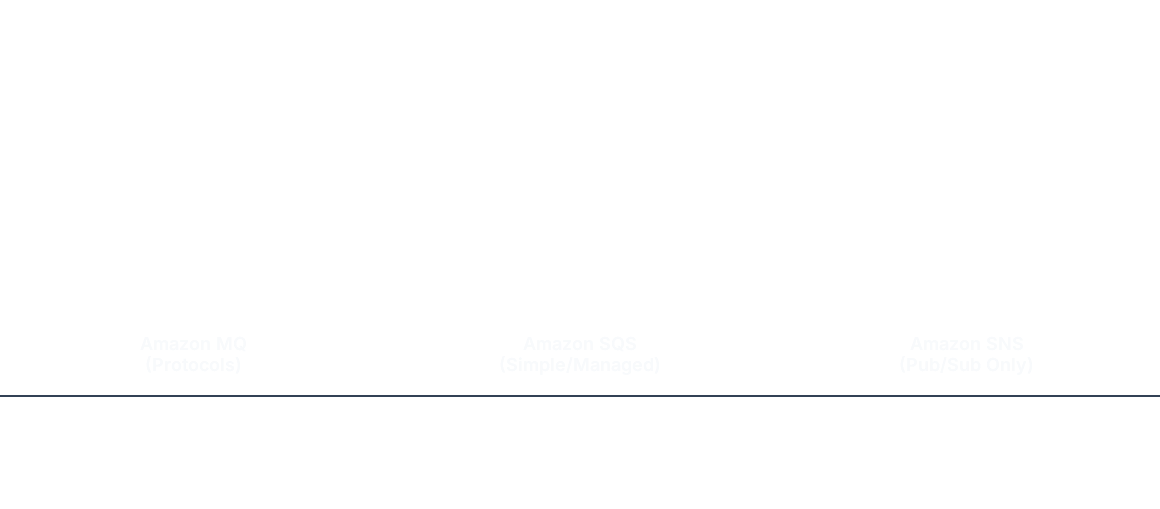 Amazon MQ
(Protocols)
Amazon SQS
(Simple/Managed)
Amazon SNS
(Pub/Sub Only)